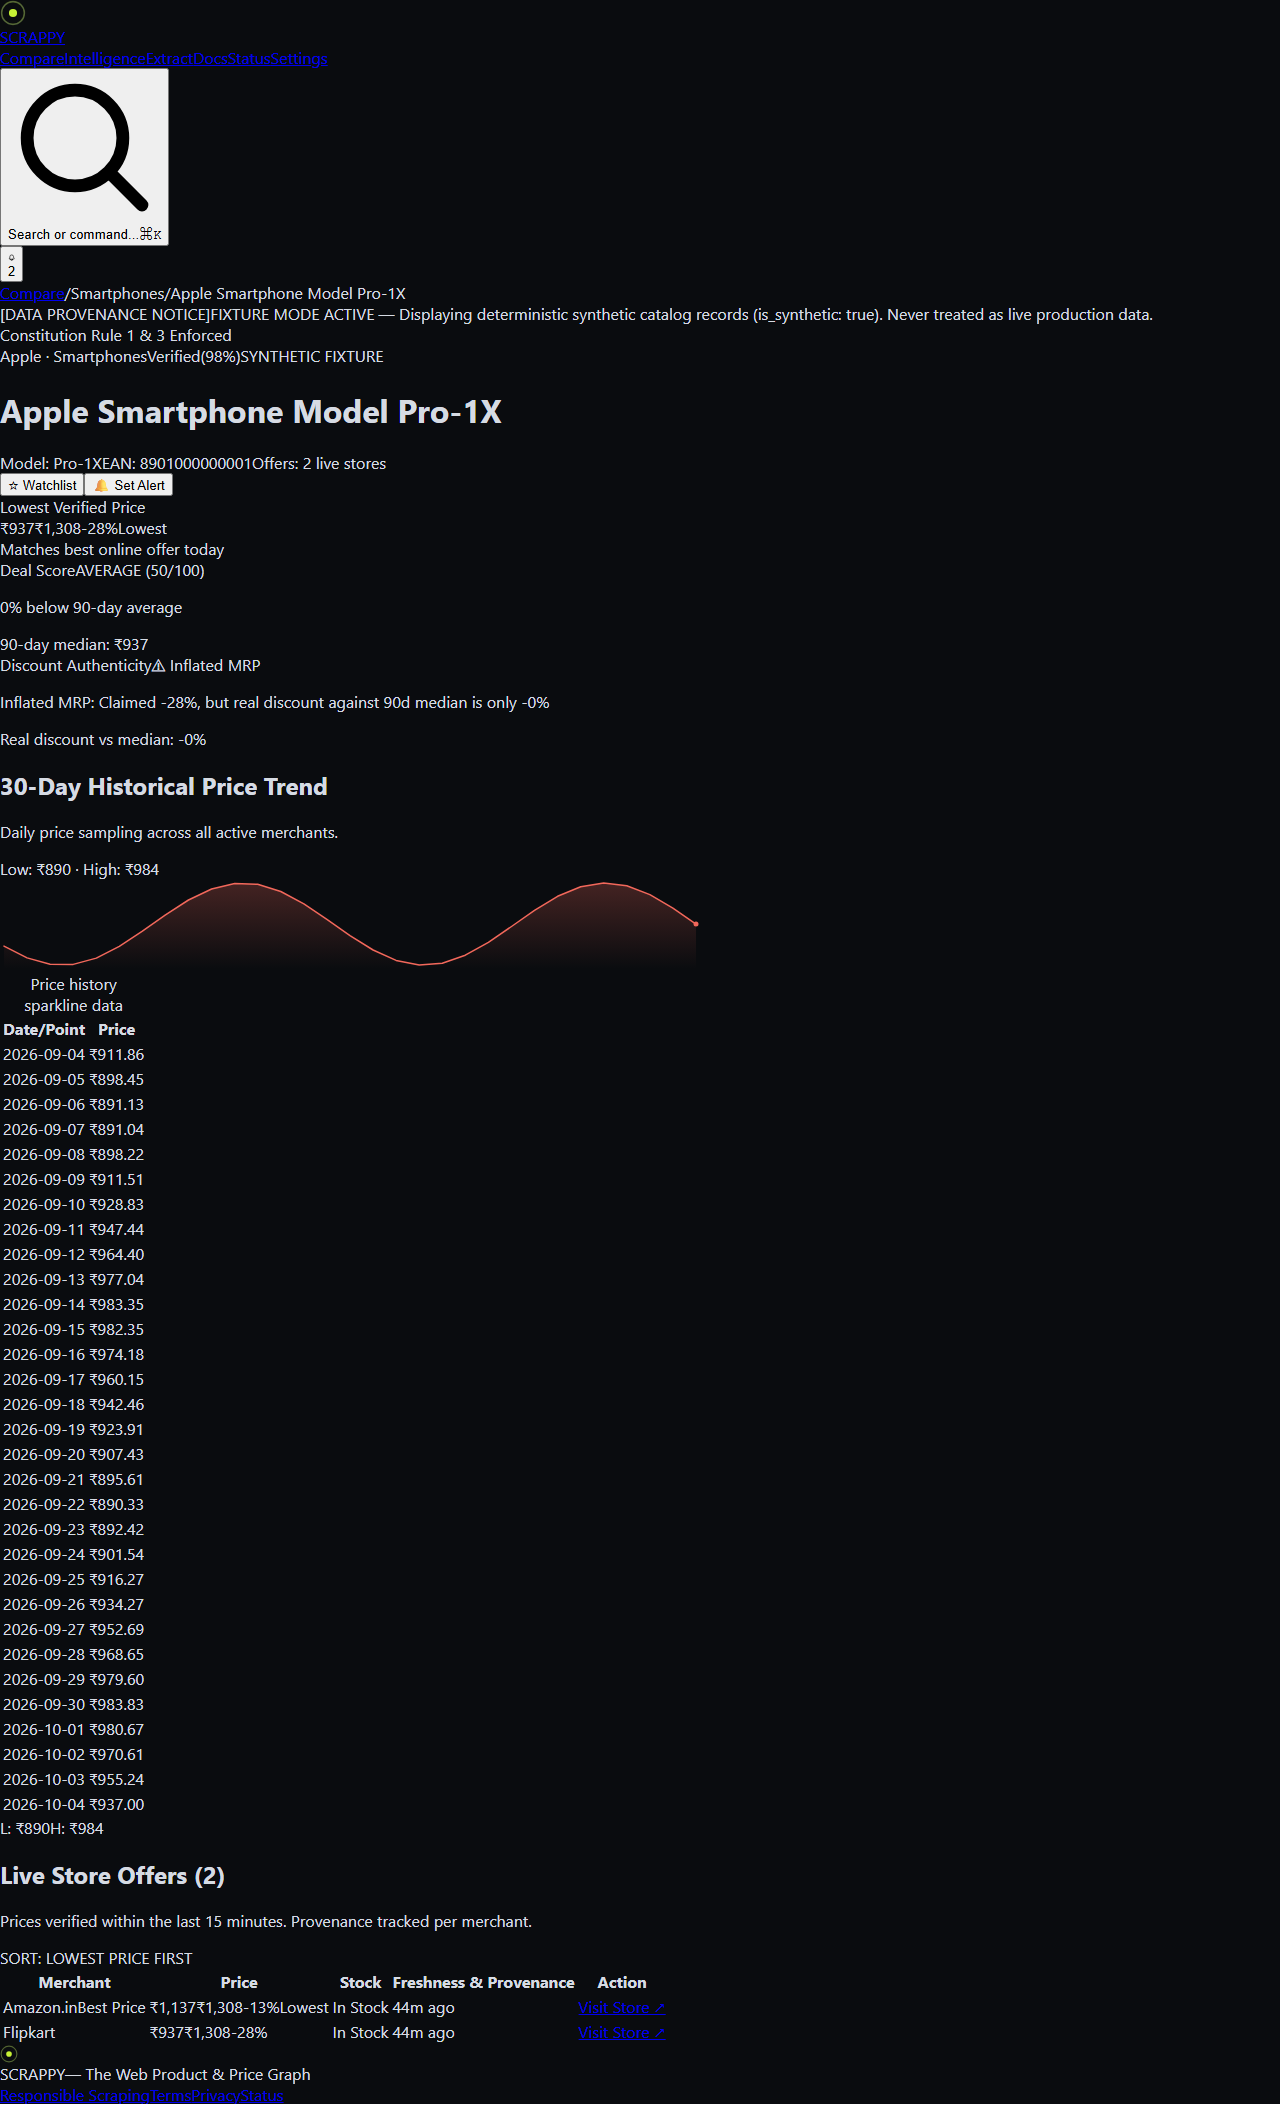 SCRAPPY
CompareIntelligenceExtractDocsStatusSettings
Search or command...⌘K
2
Compare/Smartphones/Apple Smartphone Model Pro-1X
[DATA PROVENANCE NOTICE]FIXTURE MODE ACTIVE — Displaying deterministic synthetic catalog records (is_synthetic: true). Never treated as live production data.
Constitution Rule 1 & 3 Enforced
Apple · SmartphonesVerified(98%)SYNTHETIC FIXTURE
Apple Smartphone Model Pro-1X
Model: Pro-1XEAN: 8901000000001Offers: 2 live stores
☆ Watchlist 🔔 Set Alert
Lowest Verified Price
₹937₹1,308-28%Lowest
Matches best online offer today
Deal ScoreAVERAGE (50/100)
0% below 90-day average
90-day median: ₹937
Discount Authenticity⚠ Inflated MRP
Inflated MRP: Claimed -28%, but real discount against 90d median is only -0%
Real discount vs median: -0%
30-Day Historical Price Trend
Daily price sampling across all active merchants.
Low: ₹890 · High: ₹984
Price history
sparkline data
Date/Point Price
2026-09-04 ₹911.86
2026-09-05 ₹898.45
2026-09-06 ₹891.13
2026-09-07 ₹891.04
2026-09-08 ₹898.22
2026-09-09 ₹911.51
2026-09-10 ₹928.83
2026-09-11 ₹947.44
2026-09-12 ₹964.40
2026-09-13 ₹977.04
2026-09-14 ₹983.35
2026-09-15 ₹982.35
2026-09-16 ₹974.18
2026-09-17 ₹960.15
2026-09-18 ₹942.46
2026-09-19 ₹923.91
2026-09-20 ₹907.43
2026-09-21 ₹895.61
2026-09-22 ₹890.33
2026-09-23 ₹892.42
2026-09-24 ₹901.54
2026-09-25 ₹916.27
2026-09-26 ₹934.27
2026-09-27 ₹952.69
2026-09-28 ₹968.65
2026-09-29 ₹979.60
2026-09-30 ₹983.83
2026-10-01 ₹980.67
2026-10-02 ₹970.61
2026-10-03 ₹955.24
2026-10-04 ₹937.00
L: ₹890H: ₹984
Live Store Offers (2)
Prices verified within the last 15 minutes. Provenance tracked per merchant.
SORT: LOWEST PRICE FIRST
Merchant Price Stock Freshness & Provenance Action
Amazon.inBest Price ₹1,137₹1,308-13%Lowest In Stock 44m ago Visit Store ↗
Flipkart ₹937₹1,308-28% In Stock 44m ago Visit Store ↗
SCRAPPY— The Web Product & Price Graph
Responsible ScrapingTermsPrivacyStatus